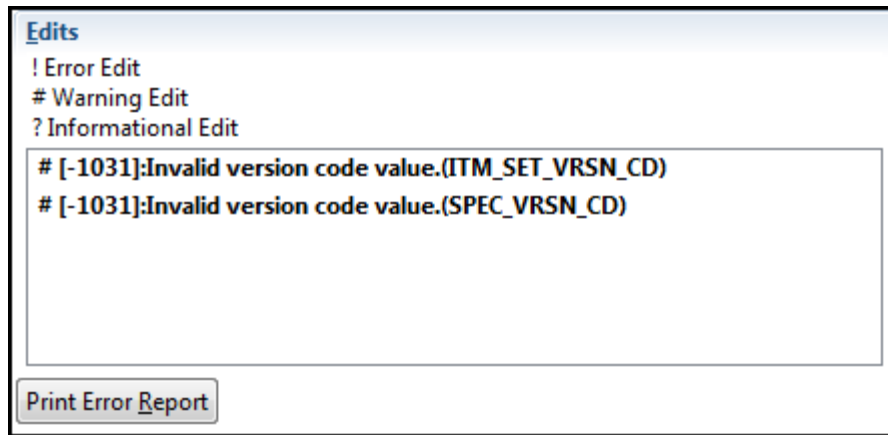 Edits
! Error Edit
# Warning Edit
? Informational Edit
# [-1031]:Invalid version code value.(ITM_SET_VRSN_CD)
# [-1031]:Invalid version code value.(SPEC_VRSN_CD)
Print Error Report